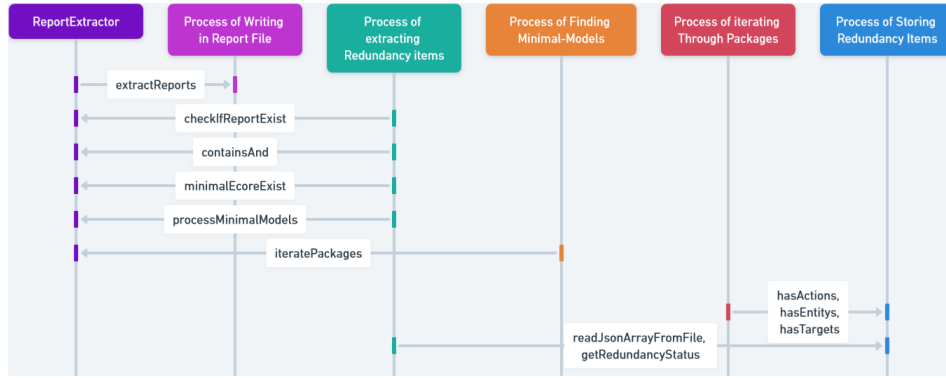 ReportExtractor
Process of Writing
in Report File
Process of
extracting
Redundancy items
Process of Finding
Minimal-Models
Process of iterating
Through Packages
Process of Storing
Redundancy Items
extractReports
checkIfReportExist
containsAnd
minimalEcoreExist
processMinimalModels
iteratePackages
hasActions,
hasEntitys,
hasTargets
readJsonArrayFromFile,
getRedundancyStatus